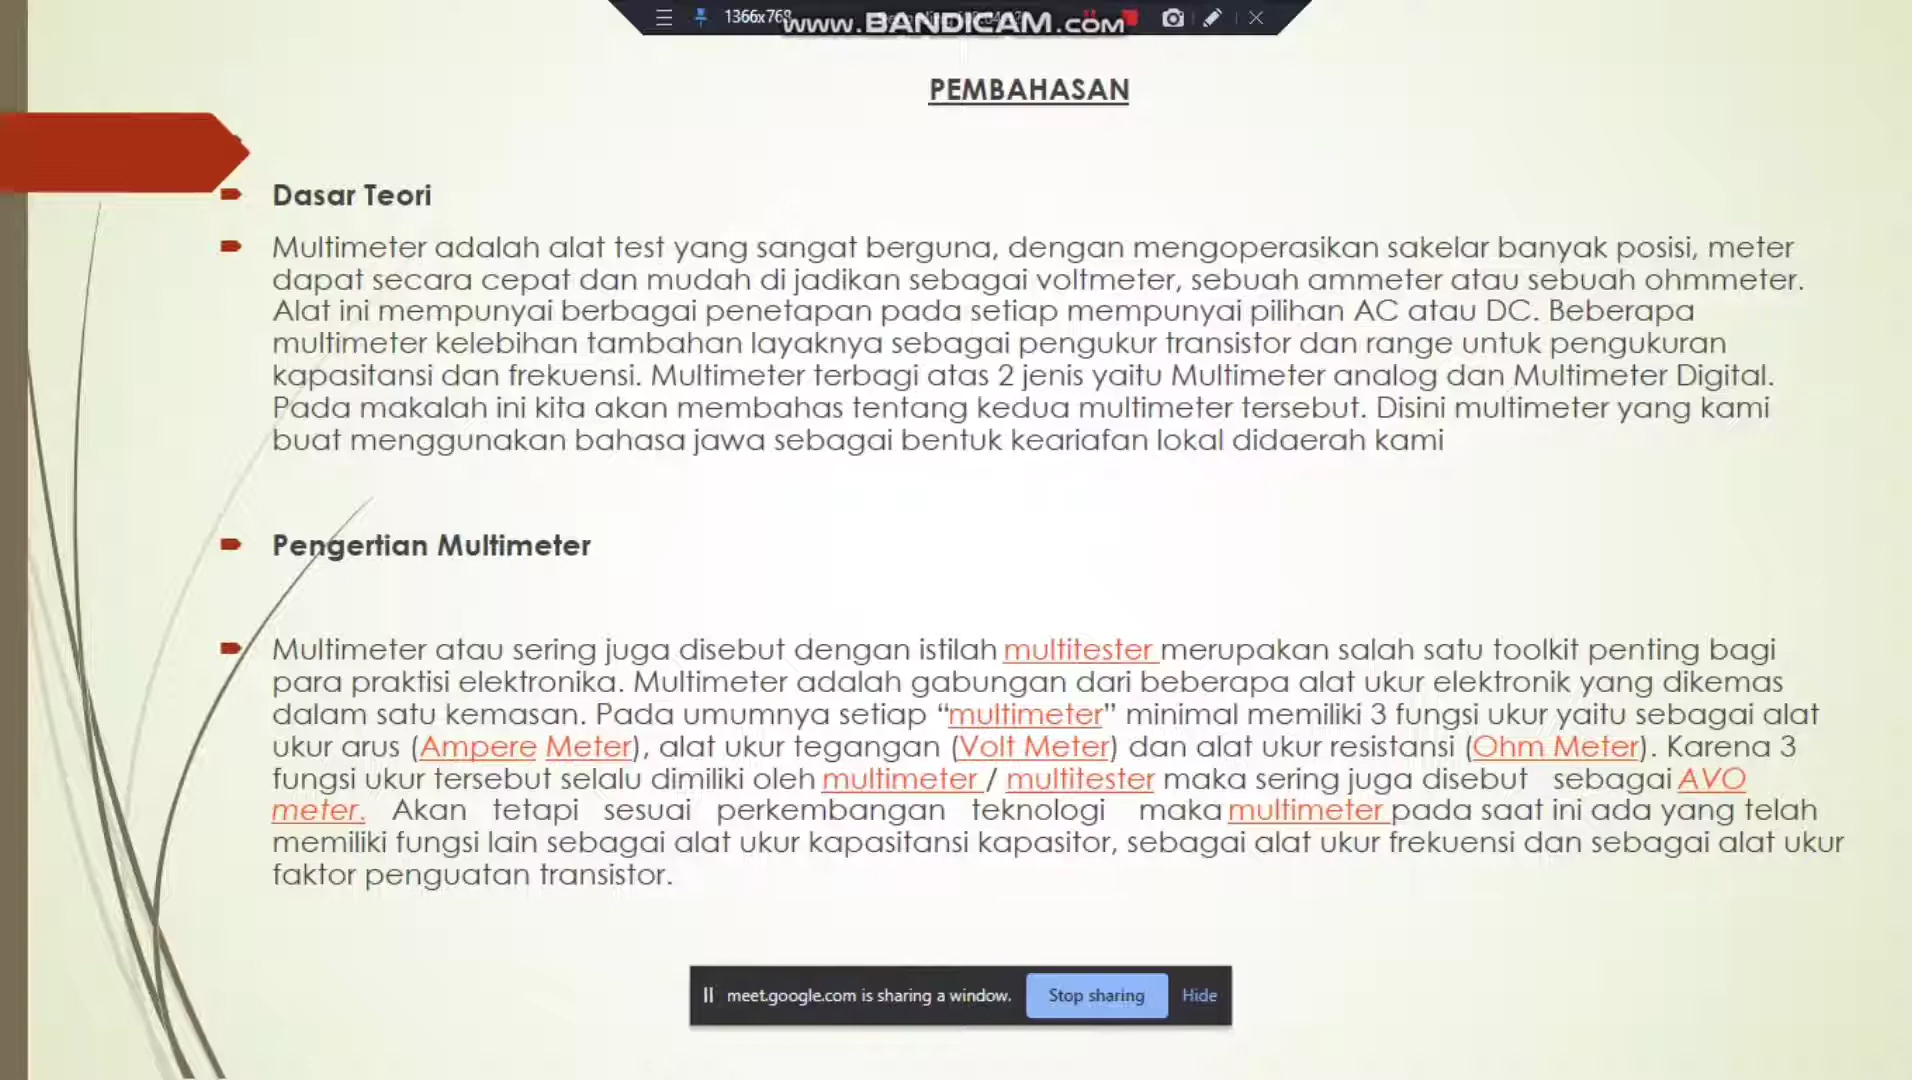 1366x768
www.BANDICAM.com
PEMBAHASAN
Dasar Teori
Multimeter adalah alat test yang sangat berguna, dengan mengoperasikan sakelar banyak posisi, meter
dapat secara cepat dan mudah di jadikan sebagai voltmeter, sebuah ammeter atau sebuah ohmmeter.
Alat ini mempunyai berbagai penetapan pada setiap mempunyai pilihan AC atau DC. Beberapa
multimeter kelebihan tambahan layaknya sebagai pengukur transistor dan range untuk pengukuran
kapasitansi dan frekuensi. Multimeter terbagi atas 2 jenis yaitu Multimeter analog dan Multimeter Digital.
Pada makalah ini kita akan membahas tentang kedua multimeter tersebut. Disini multimeter yang kami
buat menggunakan bahasa jawa sebagai bentuk keariafan lokal didaerah kami
Pengertian Multimeter
Multimeter atau sering juga disebut dengan istilah multitester merupakan salah satu toolkit penting bagi
para praktisi elektronika. Multimeter adalah gabungan dari beberapa alat ukur elektronik yang dikemas
dalam satu kemasan. Pada umumnya setiap “multimeter” minimal memiliki 3 fungsi ukur yaitu sebagai alat
ukur arus (Ampere Meter), alat ukur tegangan (Volt Meter) dan alat ukur resistansi (Ohm Meter). Karena 3
fungsi ukur tersebut selalu dimiliki oleh multimeter / multitester maka sering juga disebut sebagai AVO
meter. Akan tetapi sesuai perkembangan teknologi maka multimeter pada saat ini ada yang telah
memiliki fungsi lain sebagai alat ukur kapasitansi kapasitor, sebagai alat ukur frekuensi dan sebagai alat ukur
faktor penguatan transistor.
meet.google.com is sharing a window. Stop sharing Hide